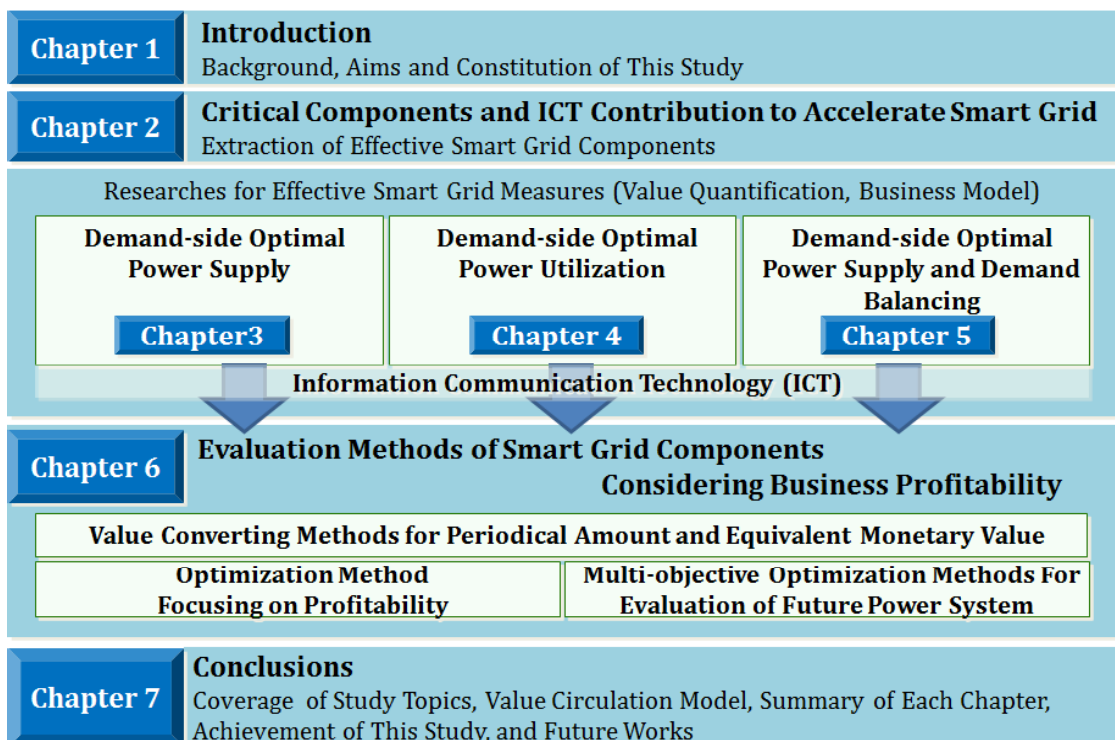 Chapter 1
Introduction
Background, Aims and Constitution of This Study
Chapter 2
Critical Components and ICT Contribution to Accelerate Smart Grid
Extraction of Effective Smart Grid Components
Researches for Effective Smart Grid Measures (Value Quantification, Business Model)
Demand-side Optimal
Power Supply
Chapter3
Demand-side Optimal
Power Utilization
Chapter 4
Demand-side Optimal
Power Supply and Demand
Balancing
Chapter 5
Information Communication Technology (ICT)
Chapter 6
Evaluation Methods of Smart Grid Components
Considering Business Profitability
Value Converting Methods for Periodical Amount and Equivalent Monetary Value
Optimization Method
Focusing on Profitability
Multi-objective Optimization Methods For
Evaluation of Future Power System
Chapter 7
Conclusions
Coverage of Study Topics, Value Circulation Model, Summary of Each Chapter,
Achievement of This Study, and Future Works